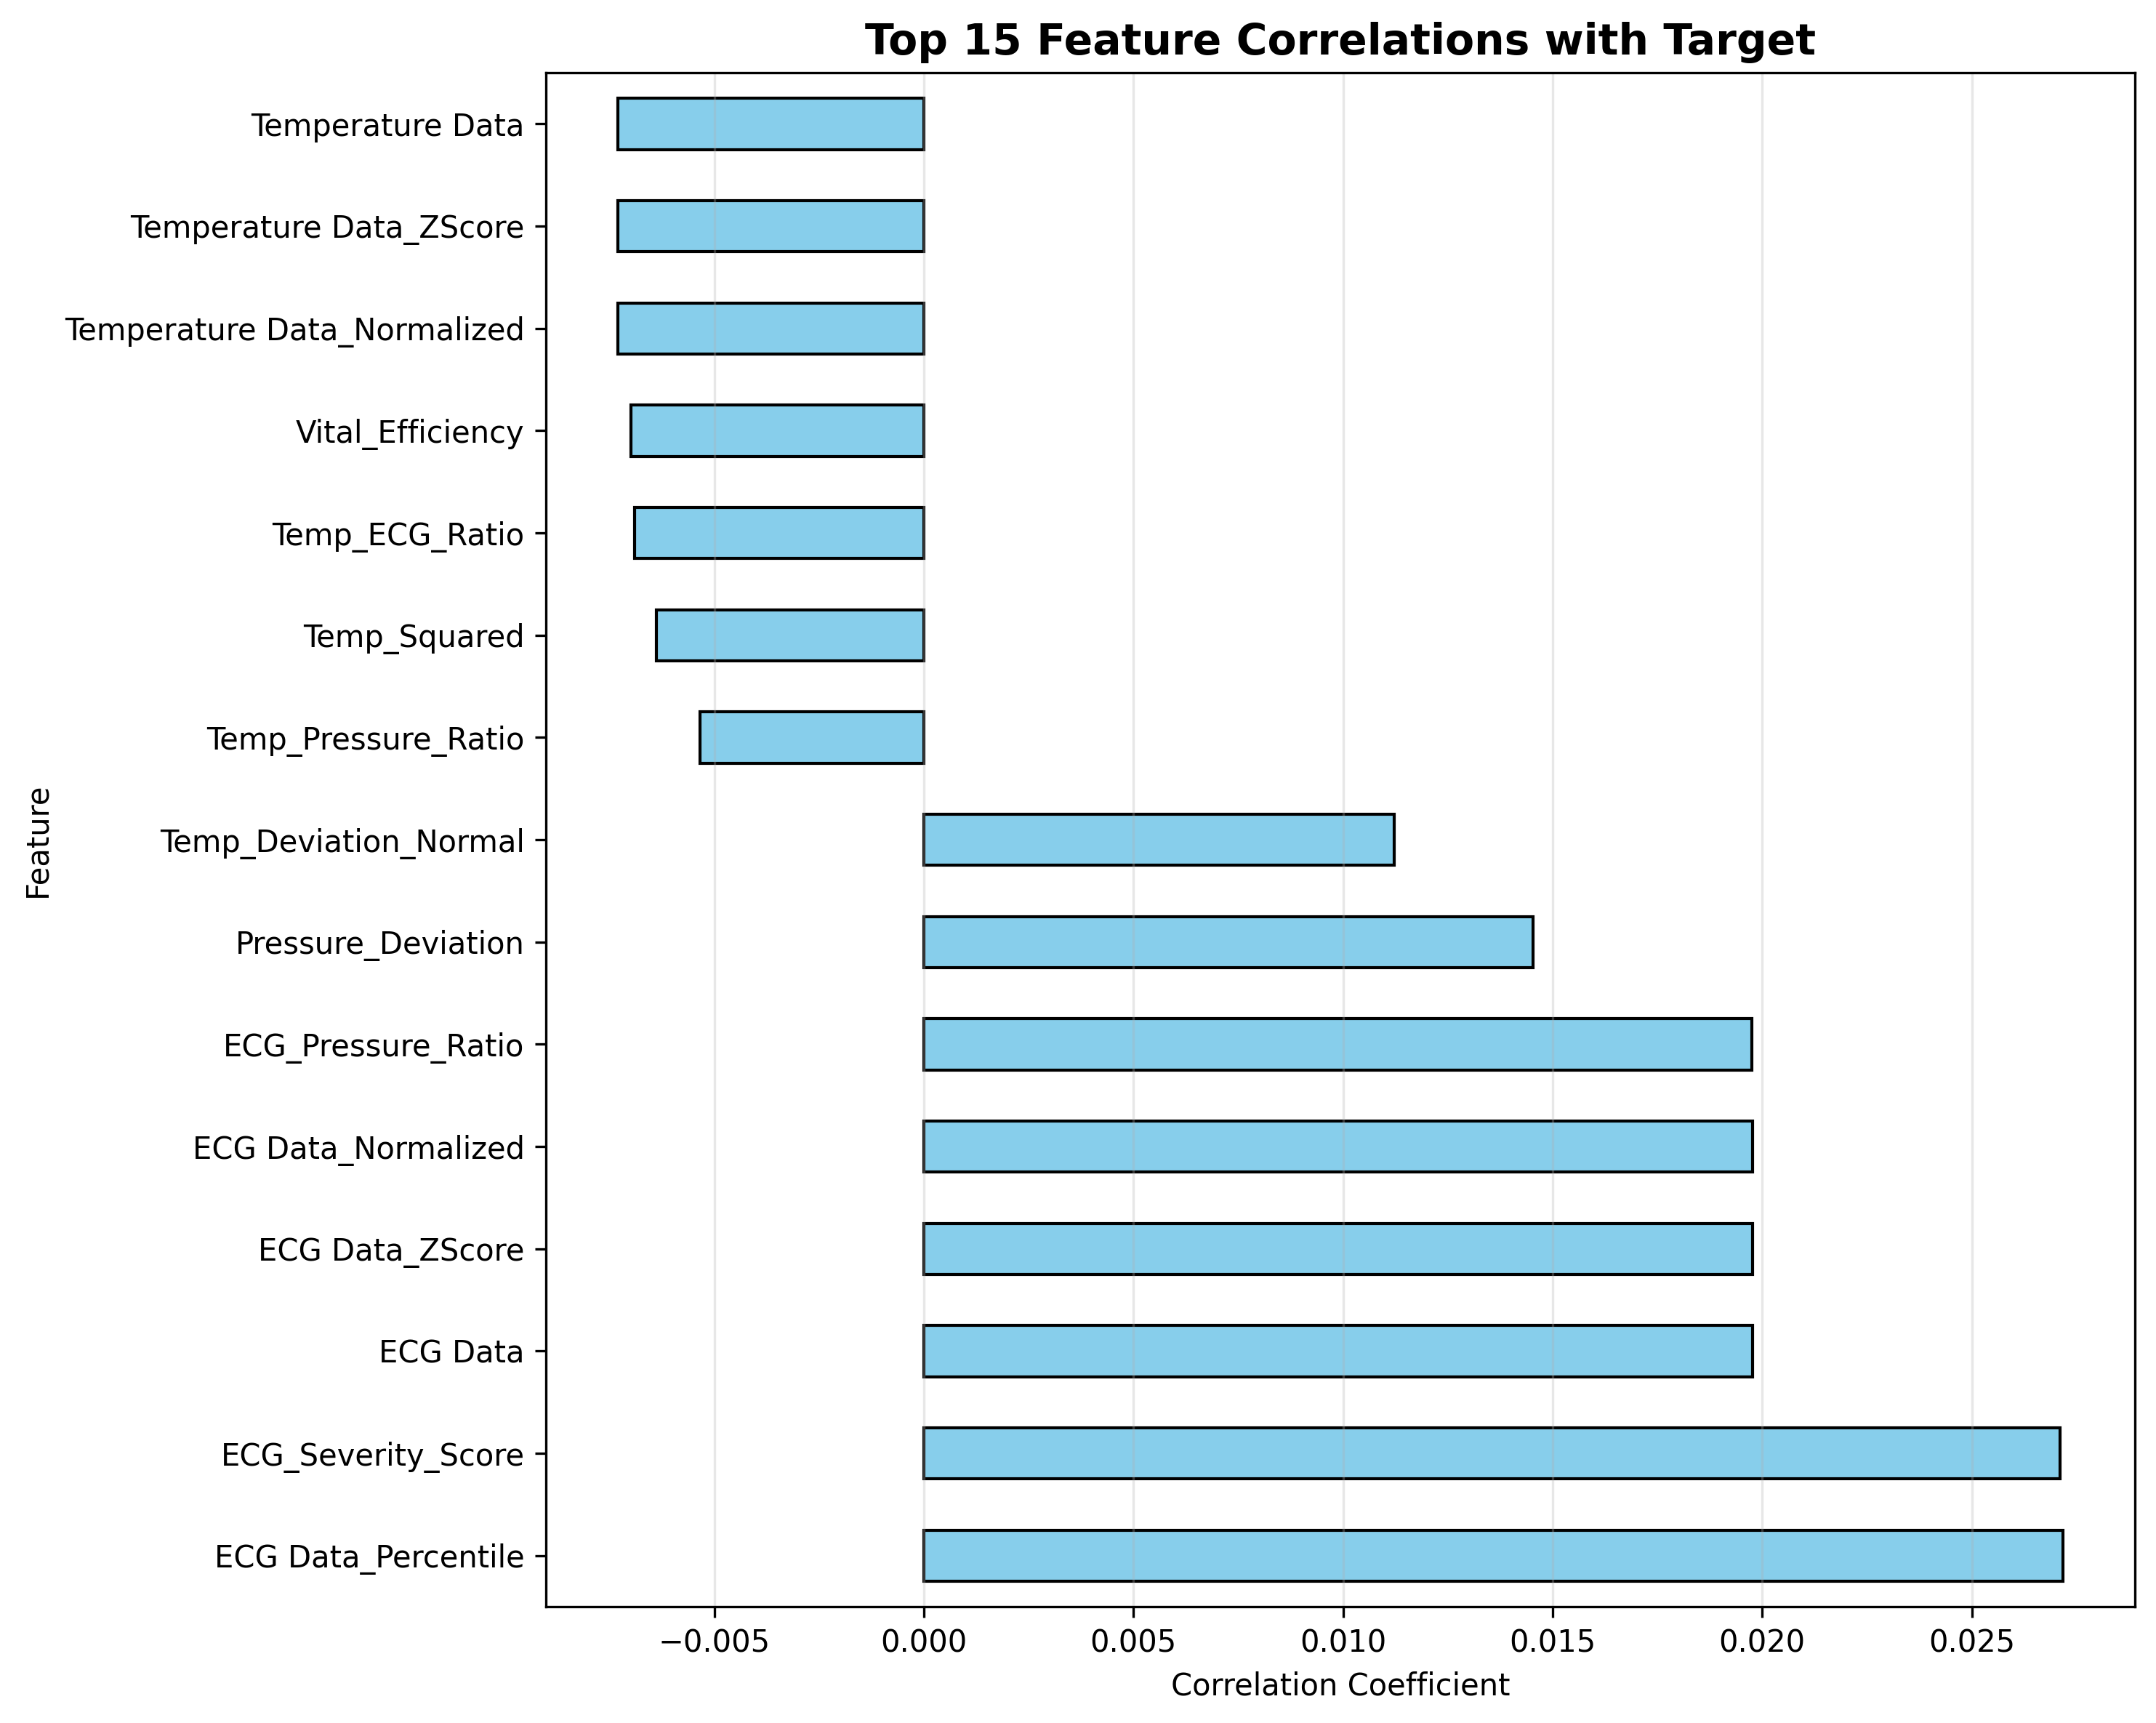 Top 15 Feature Correlations with Target
Temperature Data
Temperature Data_ZScore
Temperature Data_Normalized
Vital_Efficiency
Temp_ECG_Ratio
Temp_Squared
Temp_Pressure_Ratio
Temp_Deviation_Normal
Pressure_Deviation
ECG_Pressure_Ratio
ECG Data_Normalized
ECG Data_ZScore
ECG Data
ECG_Severity_Score
ECG Data_Percentile
Feature
−0.005 0.000 0.005 0.010 0.015 0.020 0.025
Correlation Coefficient